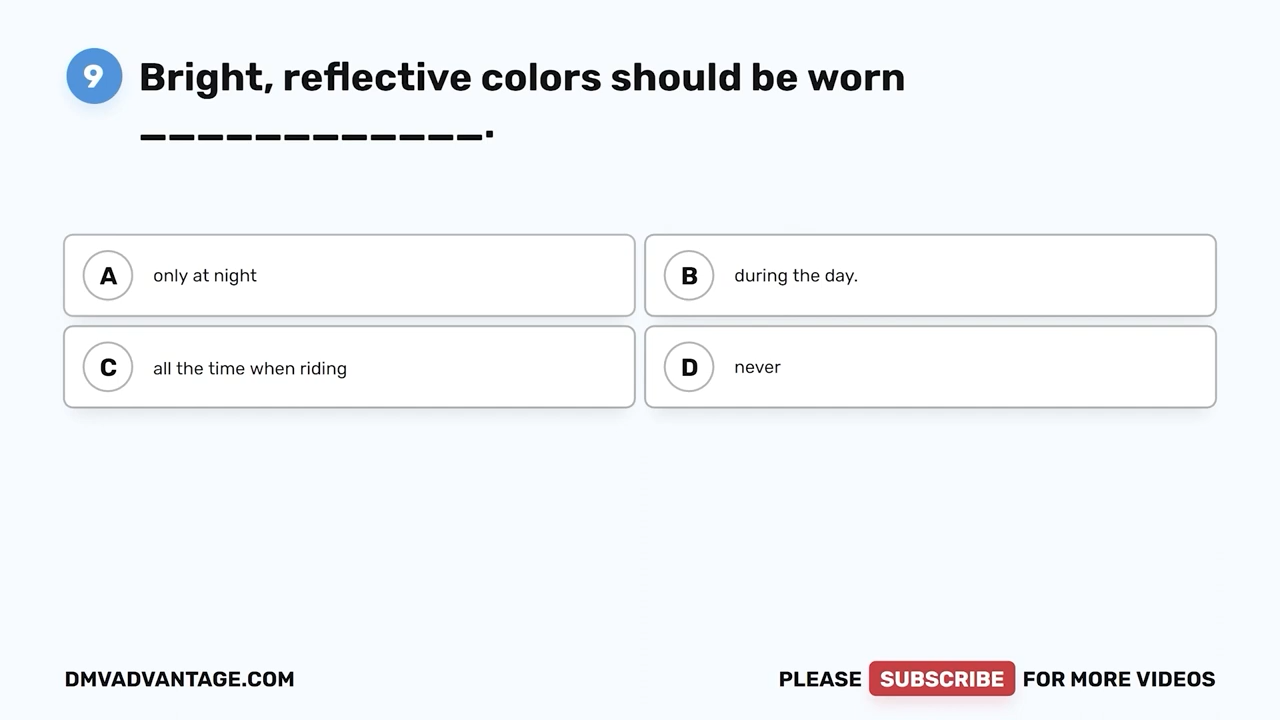 9 Bright, reflective colors should be worn
____________.
A only at night
B during the day.
C all the time when riding
D never
DMVADVANTAGE.COM
PLEASE SUBSCRIBE FOR MORE VIDEOS